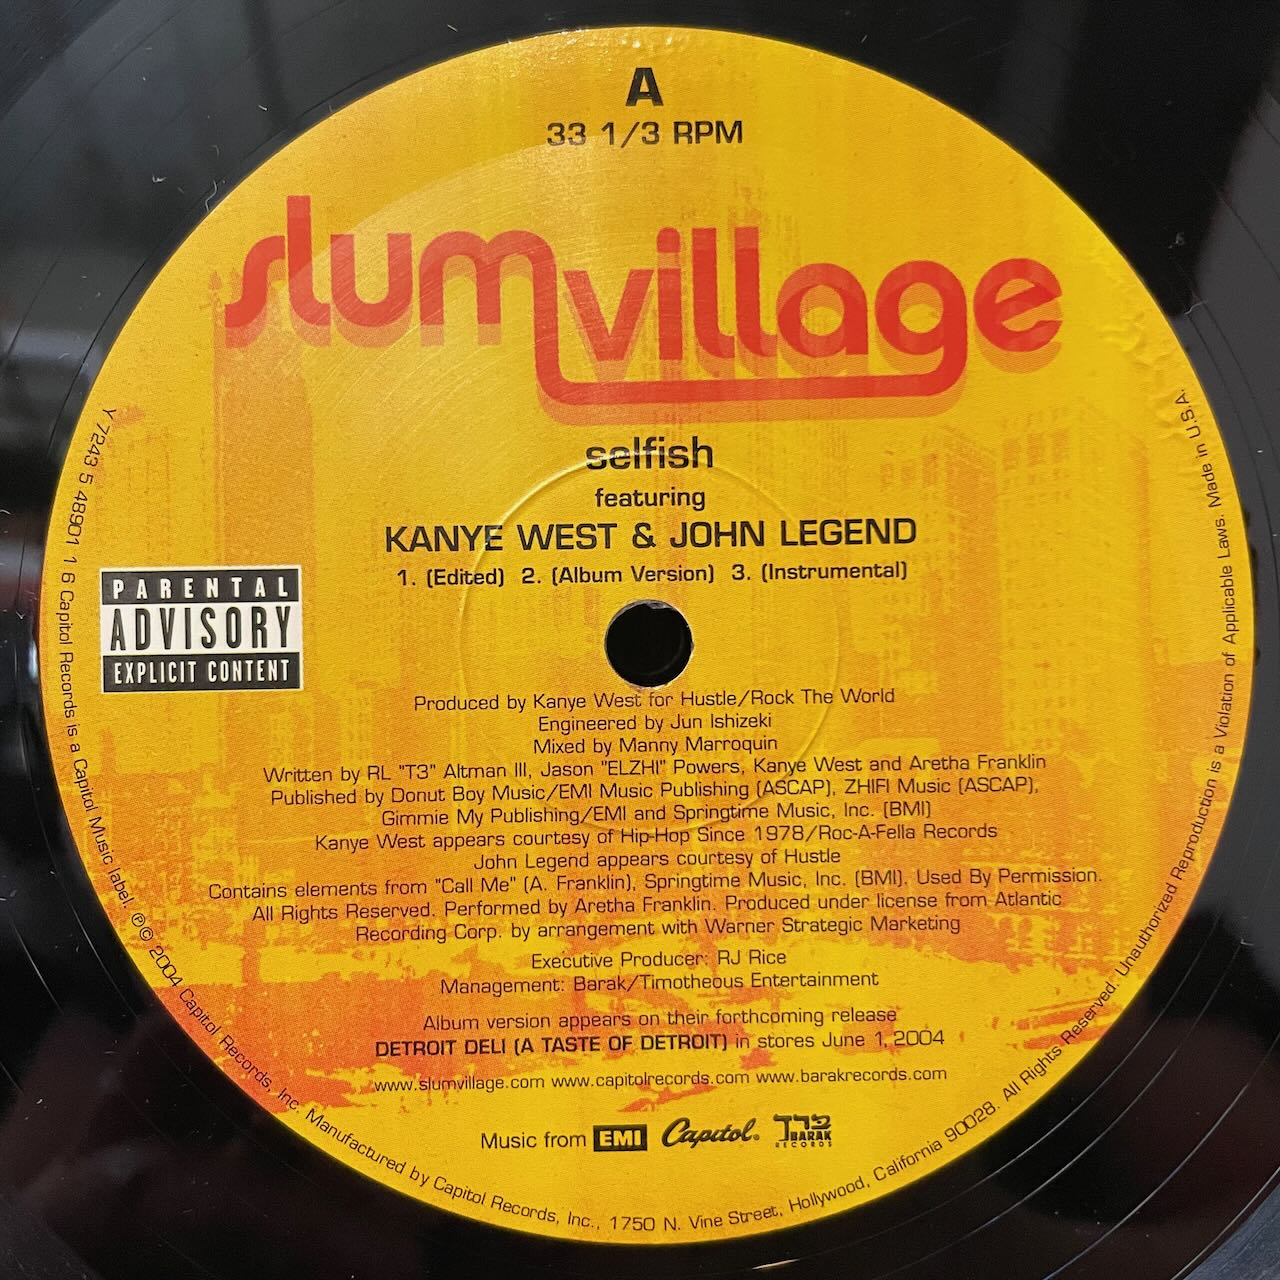 A
33 1/3 RPM
slum village
selfish
featuring
KANYE WEST & JOHN LEGEND
1. (Edited) 2. (Album Version) 3. (Instrumental)
PARENTAL
ADVISORY
EXPLICIT CONTENT
Produced by Kanye West for Hustle/Rock The World
Engineered by Jun Ishizeki
Mixed by Manny Marroquin
Written by RL "T3" Altman III, Jason "ELZHI" Powers, Kanye West and Aretha Franklin
Published by Donut Boy Music/EMI Music Publishing (ASCAP), ZHIFI Music (ASCAP),
Gimmie My Publishing/EMI and Springtime Music, Inc. (BMI)
Kanye West appears courtesy of Hip-Hop Since 1978/Roc-A-Fella Records
John Legend appears courtesy of Hustle
Contains elements from "Call Me" (A. Franklin), Springtime Music, Inc. (BMI). Used By Permission.
All Rights Reserved. Performed by Aretha Franklin. Produced under license from Atlantic
Recording Corp. by arrangement with Warner Strategic Marketing
Executive Producer: RJ Rice
Management: Barak/Timotheous Entertainment
Album version appears on their forthcoming release
DETROIT DELI (A TASTE OF DETROIT) in stores June 1, 2004
www.slumvillage.com www.capitolrecords.com www.barakrecords.com
Music from EMI Capitol® ברק BARAK RECORDS
Y 7243 5 48901 1 6 Capitol Records is a Capitol Music label. ℗© 2004 Capitol Records, Inc. Manufactured by Capitol Records, Inc., 1750 N. Vine Street, Hollywood, California 90028. All Rights Reserved. Unauthorized Reproduction is a Violation of Applicable Laws. Made in U.S.A.